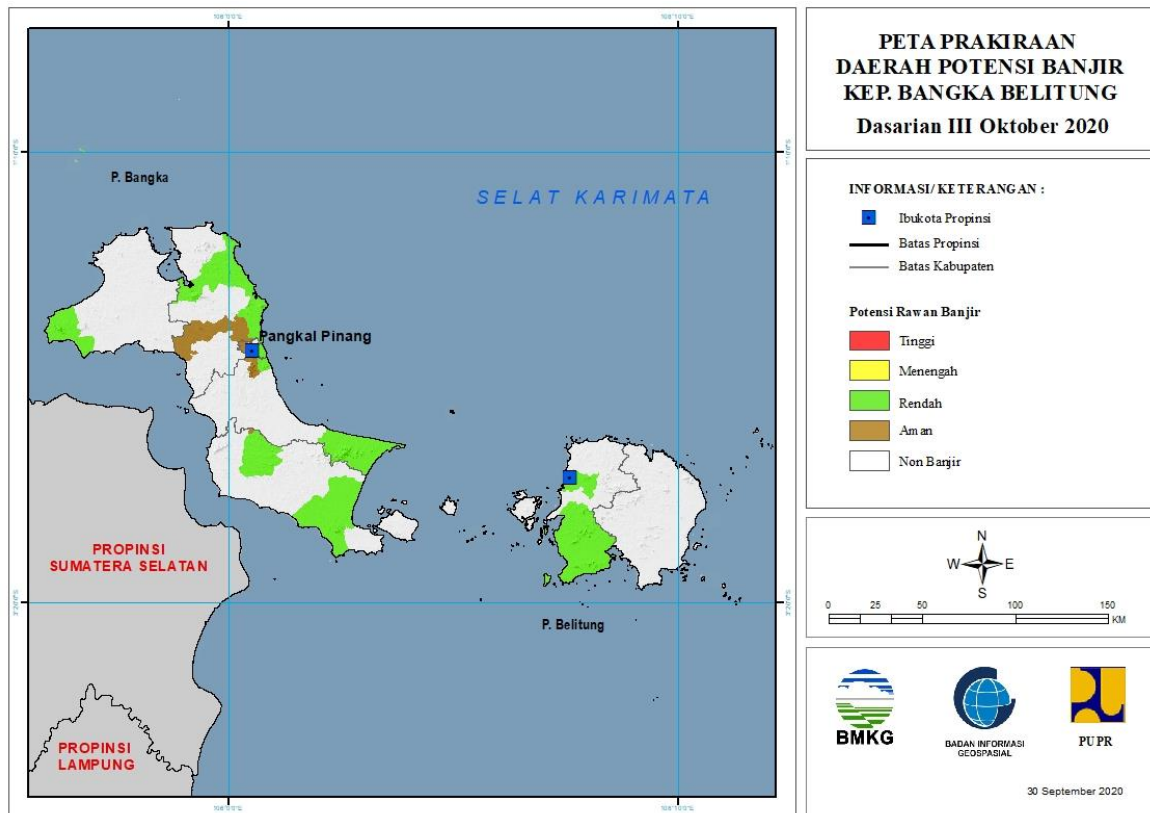 PETA PRAKIRAAN
DAERAH POTENSI BANJIR
KEP. BANGKA BELITUNG
Dasarian III Oktober 2020
INFORMASI/ KETERANGAN :
Ibukota Propinsi
Batas Propinsi
Batas Kabupaten
Potensi Rawan Banjir
Tinggi
Menengah
Rendah
Aman
Non Banjir
N
W E
S
0 25 50 100 150
KM
BMKG
BADAN INFORMASI
GEOSPASIAL
PUPR
30 September 2020
P. Bangka
SELAT KARIMATA
Pangkal Pinang
PROPINSI
SUMATERA SELATAN
P. Belitung
PROPINSI
LAMPUNG